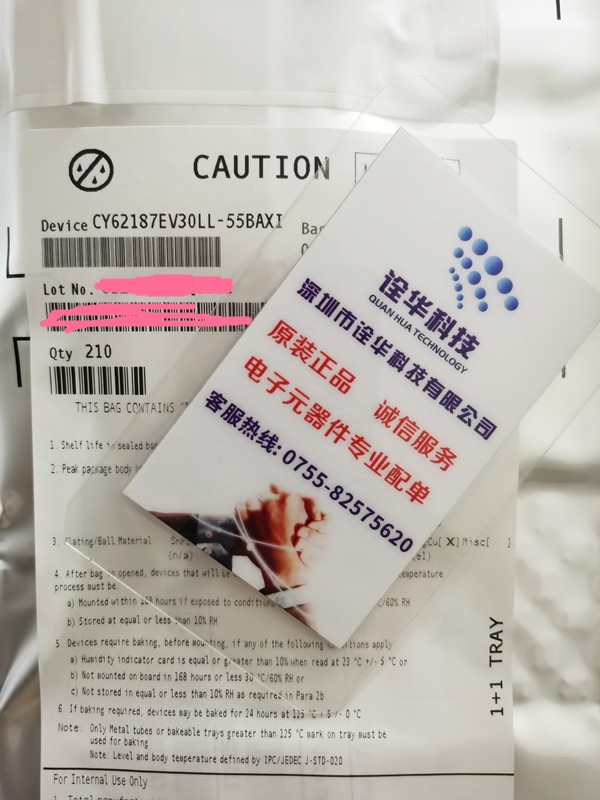 CAUTION
Device CY62187EV30LL-55BAXI
Lot No.
Qty 210
THIS BAG CONTAINS
1. Shelf life in sealed
2. Peak package body
3. Plating/Ball Material
(n/a)
[X] Misc[ ]
4. After bag is opened, devices that will be
process must be:
a) Mounted within 168 hours if exposed to
C/60% RH
b) Stored at equal or less than 10% RH
5 Devices require baking, before mounting, if any of the following conditions apply
a) Humidity indicator card is equal or greater than 10% when read at 23 °C +/- 5 °C or
b) Not mounted on board in 168 hours or less 30 °C/60% RH or
c) Not stored in equal or less than 10% RH as required in Para 2b
6. If baking required, devices may be baked for 24 hours at 125 °C + 5 /- 0 °C
Note: Only Metal tubes or bakeable trays greater than 125 °C mark on tray must be
used for baking
Note: Level and body temperature defined by IPC/JEDEC J-STD-020
For Internal Use Only
1+1 TRAY
诠华科技
QUAN HUA TECHNOLOGY
深圳市诠华科技有限公司
原装正品 诚信服务
电子元器件专业配单
客服热线: 0755-82575620